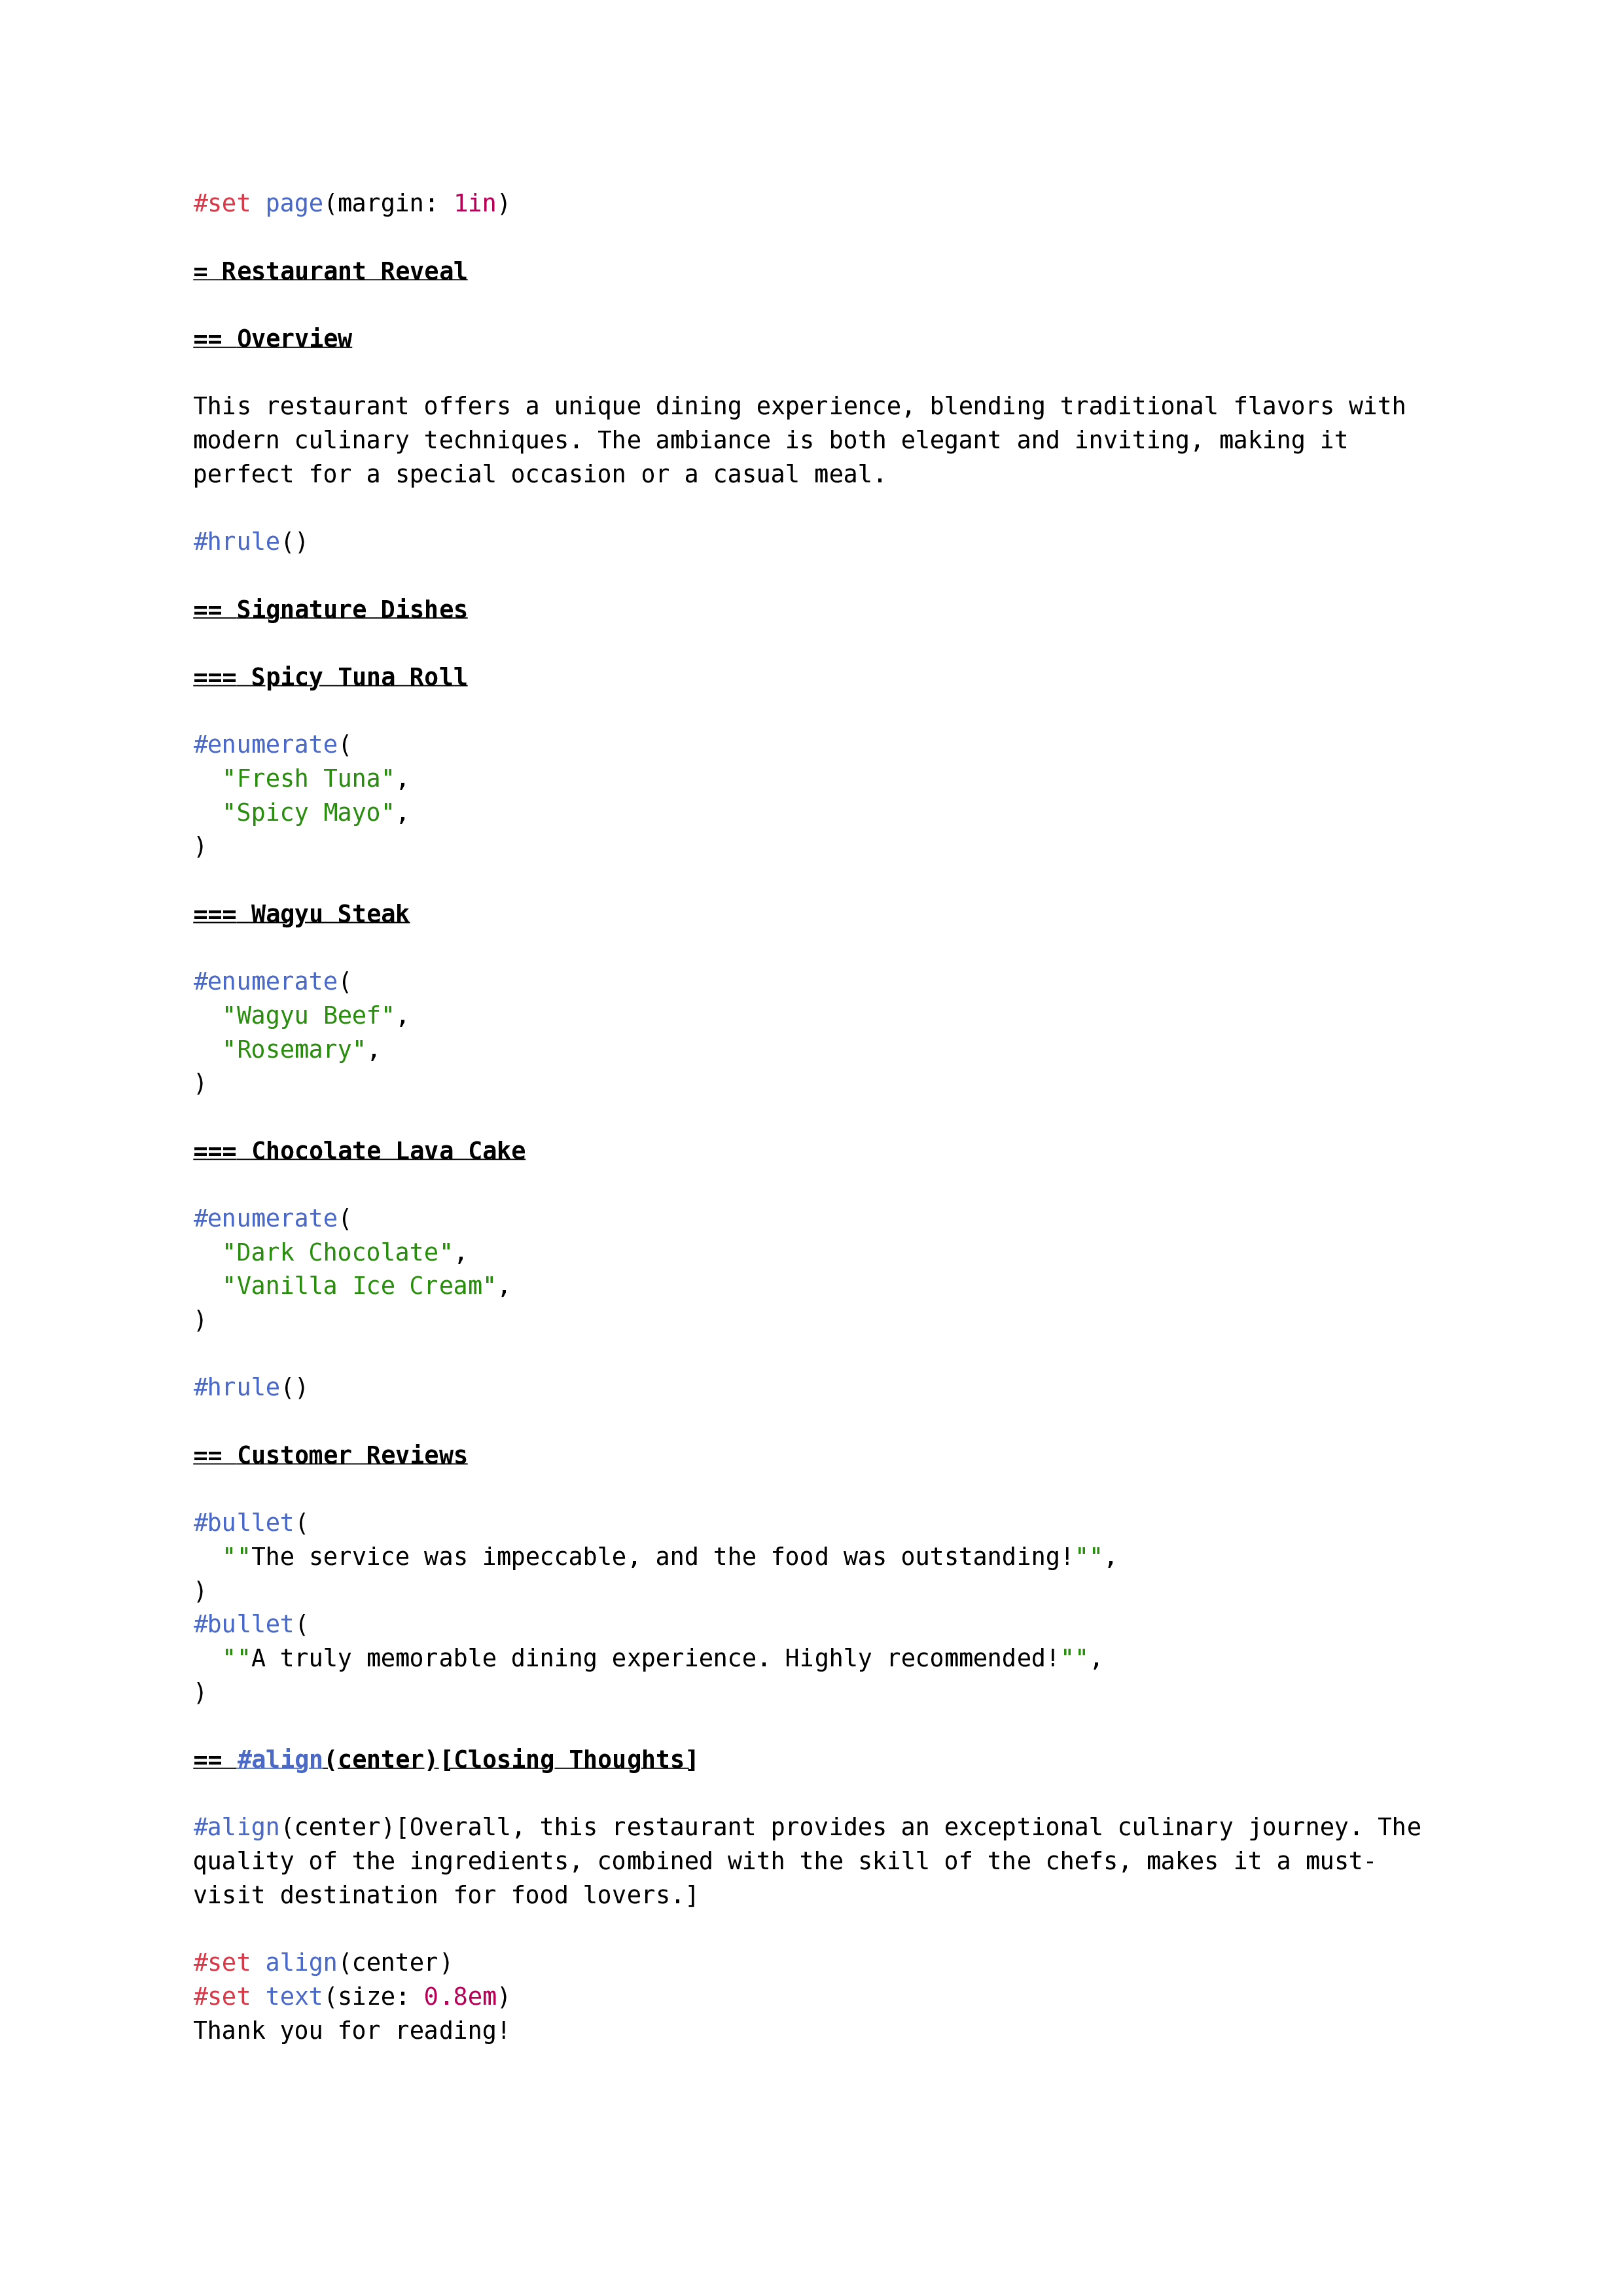 #set page(margin: 1in)
= Restaurant Reveal
== Overview
This restaurant offers a unique dining experience, blending traditional flavors with
modern culinary techniques. The ambiance is both elegant and inviting, making it
perfect for a special occasion or a casual meal.
#hrule()
== Signature Dishes
=== Spicy Tuna Roll
#enumerate(
  "Fresh Tuna",
  "Spicy Mayo",
)
=== Wagyu Steak
#enumerate(
  "Wagyu Beef",
  "Rosemary",
)
=== Chocolate Lava Cake
#enumerate(
  "Dark Chocolate",
  "Vanilla Ice Cream",
)
#hrule()
== Customer Reviews
#bullet(
  ""The service was impeccable, and the food was outstanding!"",
)
#bullet(
  ""A truly memorable dining experience. Highly recommended!"",
)
== #align(center)[Closing Thoughts]
#align(center)[Overall, this restaurant provides an exceptional culinary journey. The
quality of the ingredients, combined with the skill of the chefs, makes it a must-
visit destination for food lovers.]
#set align(center)
#set text(size: 0.8em)
Thank you for reading!